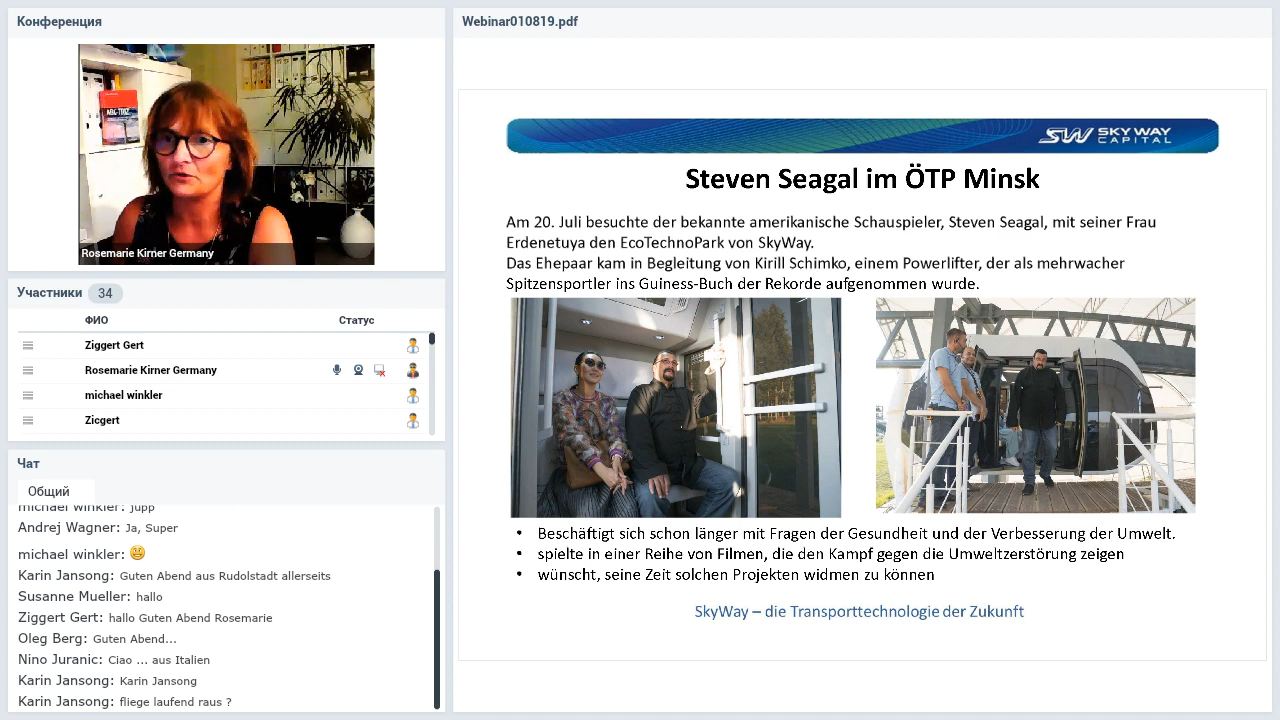 Конференция
Rosemarie Kirner Germany
Участники 34
ФИО Статус
Ziggert Gert
Rosemarie Kirner Germany
michael winkler
Zicgert
Чат
Общий
michael winkler: jupp
Andrej Wagner: Ja, Super
michael winkler:
Karin Jansong: Guten Abend aus Rudolstadt allerseits
Susanne Mueller: hallo
Ziggert Gert: hallo Guten Abend Rosemarie
Oleg Berg: Guten Abend...
Nino Juranic: Ciao ... aus Italien
Karin Jansong: Karin Jansong
Karin Jansong: fliege laufend raus ?
Webinar010819.pdf
SW SKY WAY
CAPITAL
Steven Seagal im ÖTP Minsk
Am 20. Juli besuchte der bekannte amerikanische Schauspieler, Steven Seagal, mit seiner Frau
Erdenetuya den EcoTechnoPark von SkyWay.
Das Ehepaar kam in Begleitung von Kirill Schimko, einem Powerlifter, der als mehrwacher
Spitzensportler ins Guiness-Buch der Rekorde aufgenommen wurde.
• Beschäftigt sich schon länger mit Fragen der Gesundheit und der Verbesserung der Umwelt.
• spielte in einer Reihe von Filmen, die den Kampf gegen die Umweltzerstörung zeigen
• wünscht, seine Zeit solchen Projekten widmen zu können
SkyWay – die Transporttechnologie der Zukunft